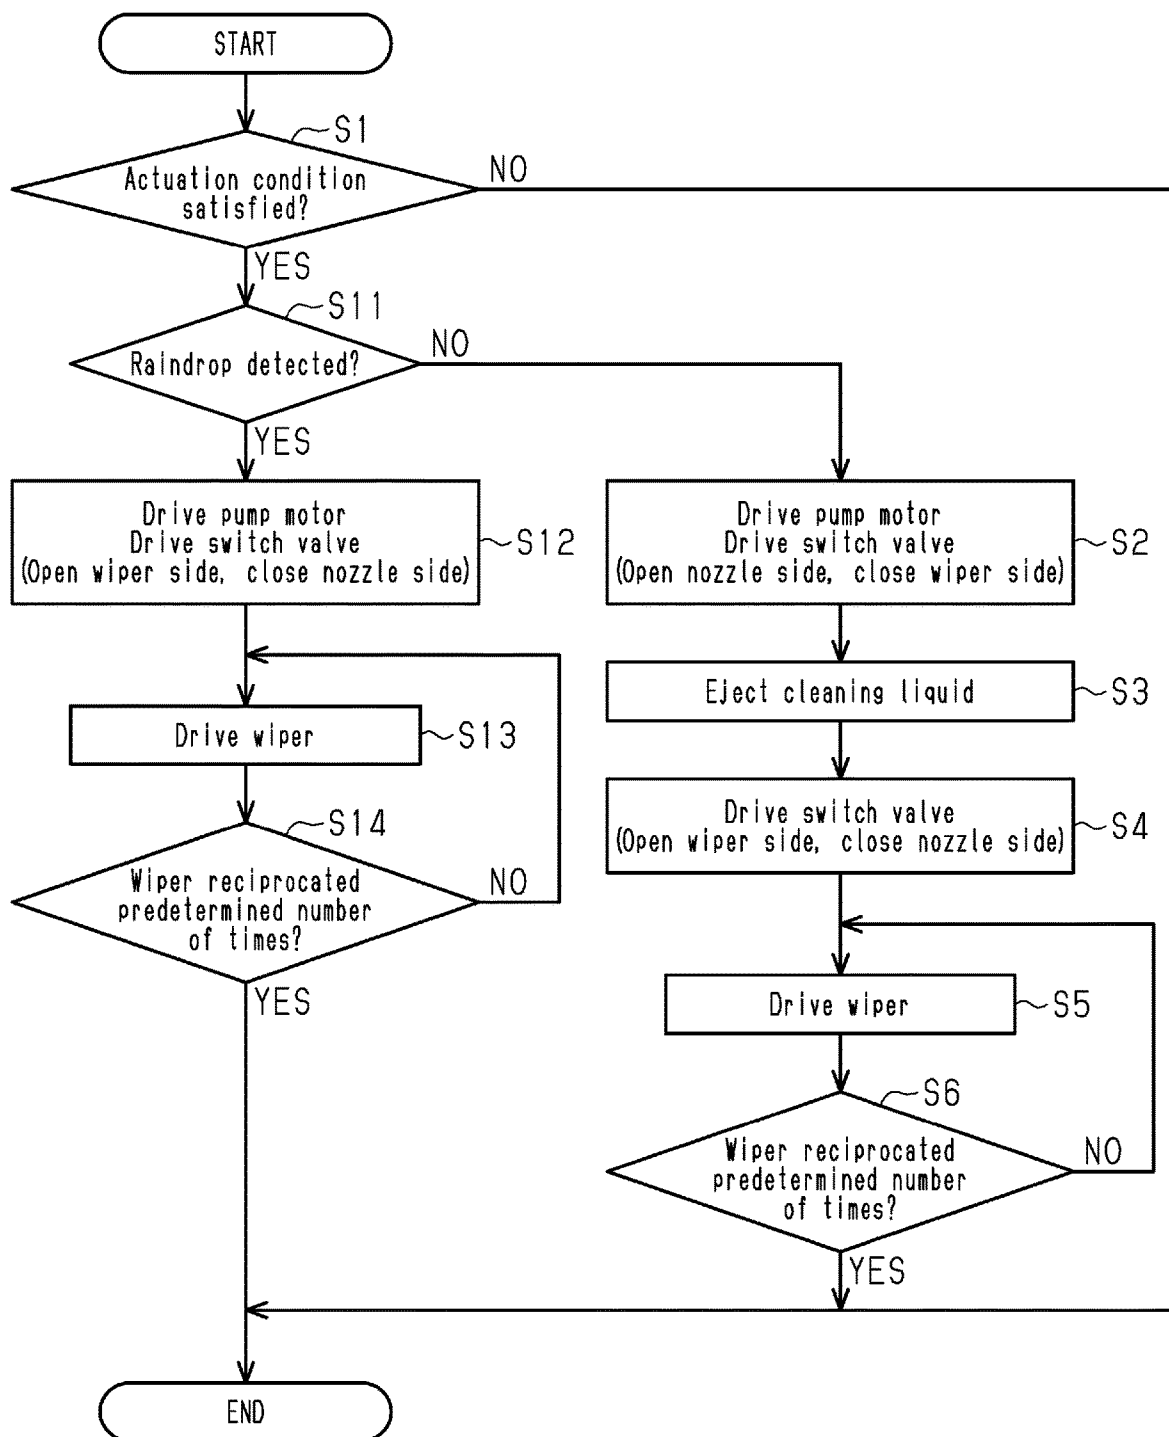 START
S1
Actuation condition
satisfied?
NO
YES
S11
Raindrop detected?
NO
YES
Drive pump motor
Drive switch valve
(Open wiper side, close nozzle side)
S12
Drive wiper
S13
S14
Wiper reciprocated
predetermined number
of times?
NO
YES
Drive pump motor
Drive switch valve
(Open nozzle side, close wiper side)
S2
Eject cleaning liquid
S3
Drive switch valve
(Open wiper side, close nozzle side)
S4
Drive wiper
S5
S6
Wiper reciprocated
predetermined number
of times?
NO
YES
END